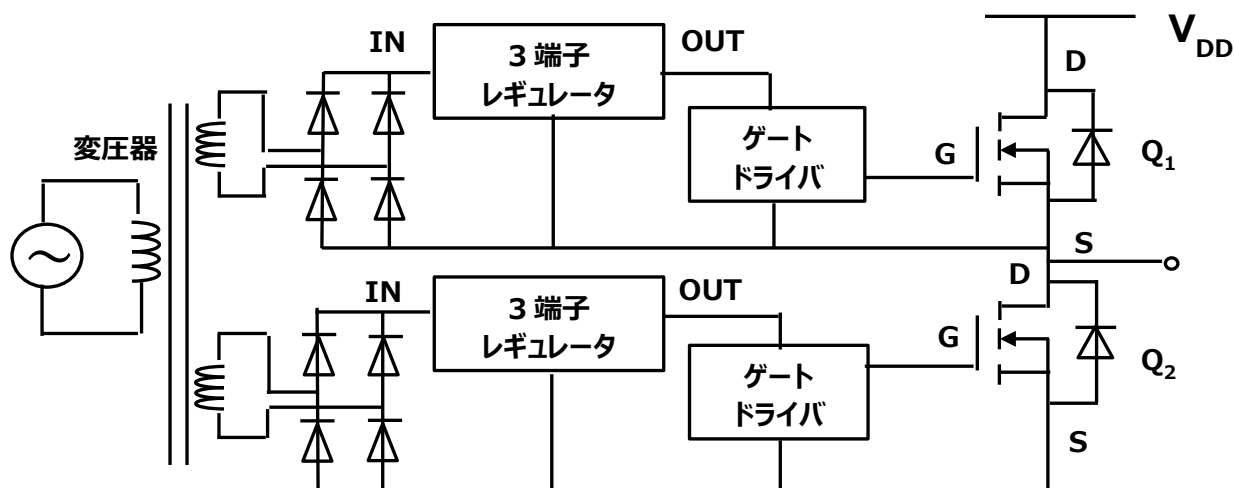 IN
3 端子
レギュレータ
OUT
V_DD
D
変圧器
ゲート
ドライバ
G
Q₁
S
D
IN
3 端子
レギュレータ
OUT
G
ゲート
ドライバ
Q₂
S